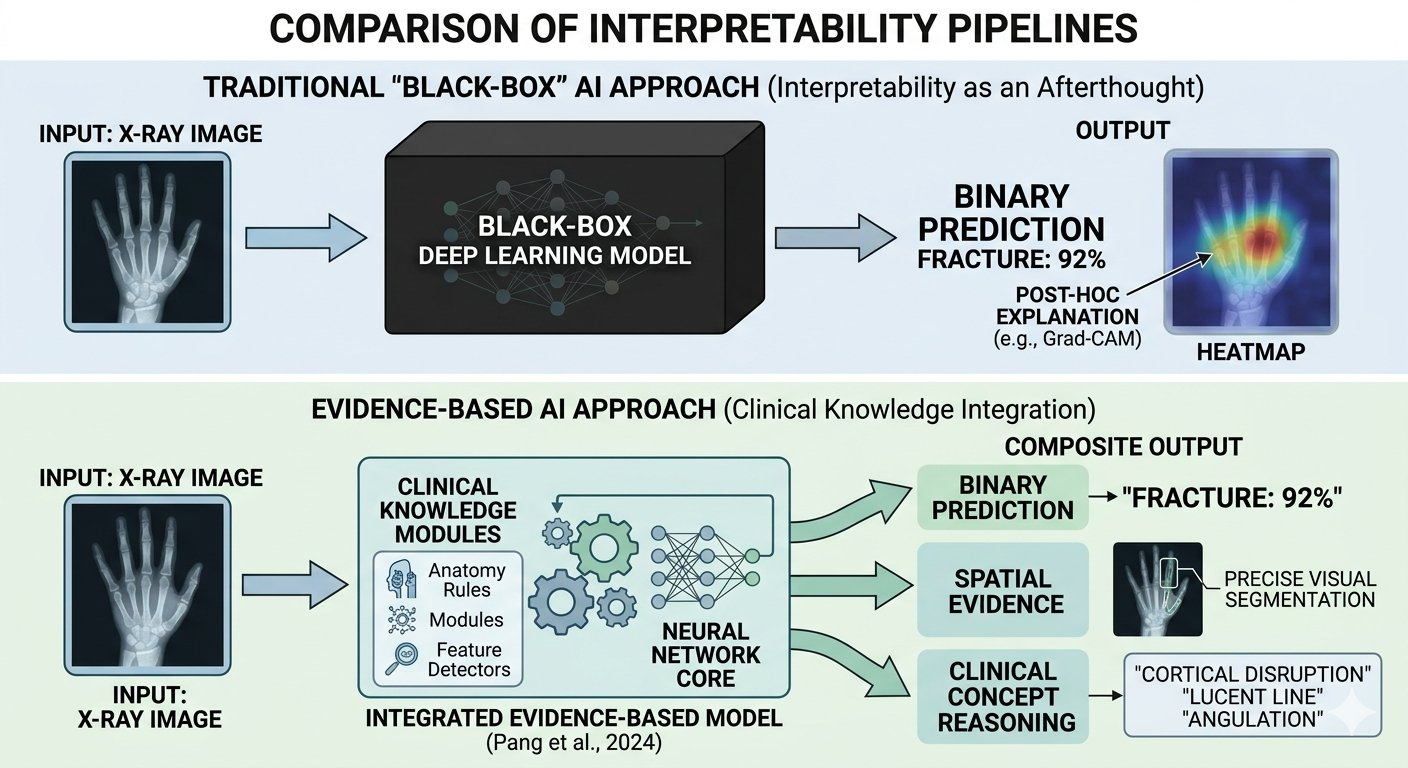 COMPARISON OF INTERPRETABILITY PIPELINES
TRADITIONAL “BLACK-BOX” AI APPROACH (Interpretability as an Afterthought)
INPUT: X-RAY IMAGE
BLACK-BOX
DEEP LEARNING MODEL
OUTPUT
BINARY
PREDICTION
FRACTURE: 92%
POST-HOC
EXPLANATION
(e.g., Grad-CAM)
HEATMAP
EVIDENCE-BASED AI APPROACH (Clinical Knowledge Integration)
INPUT: X-RAY IMAGE
INPUT:
X-RAY IMAGE
CLINICAL
KNOWLEDGE
MODULES
Anatomy
Rules
Modules
Feature
Detectors
NEURAL
NETWORK
CORE
INTEGRATED EVIDENCE-BASED MODEL
(Pang et al., 2024)
COMPOSITE OUTPUT
BINARY
PREDICTION
"FRACTURE: 92%"
SPATIAL
EVIDENCE
PRECISE VISUAL
SEGMENTATION
CLINICAL
CONCEPT
REASONING
"CORTICAL DISRUPTION"
"LUCENT LINE"
"ANGULATION"